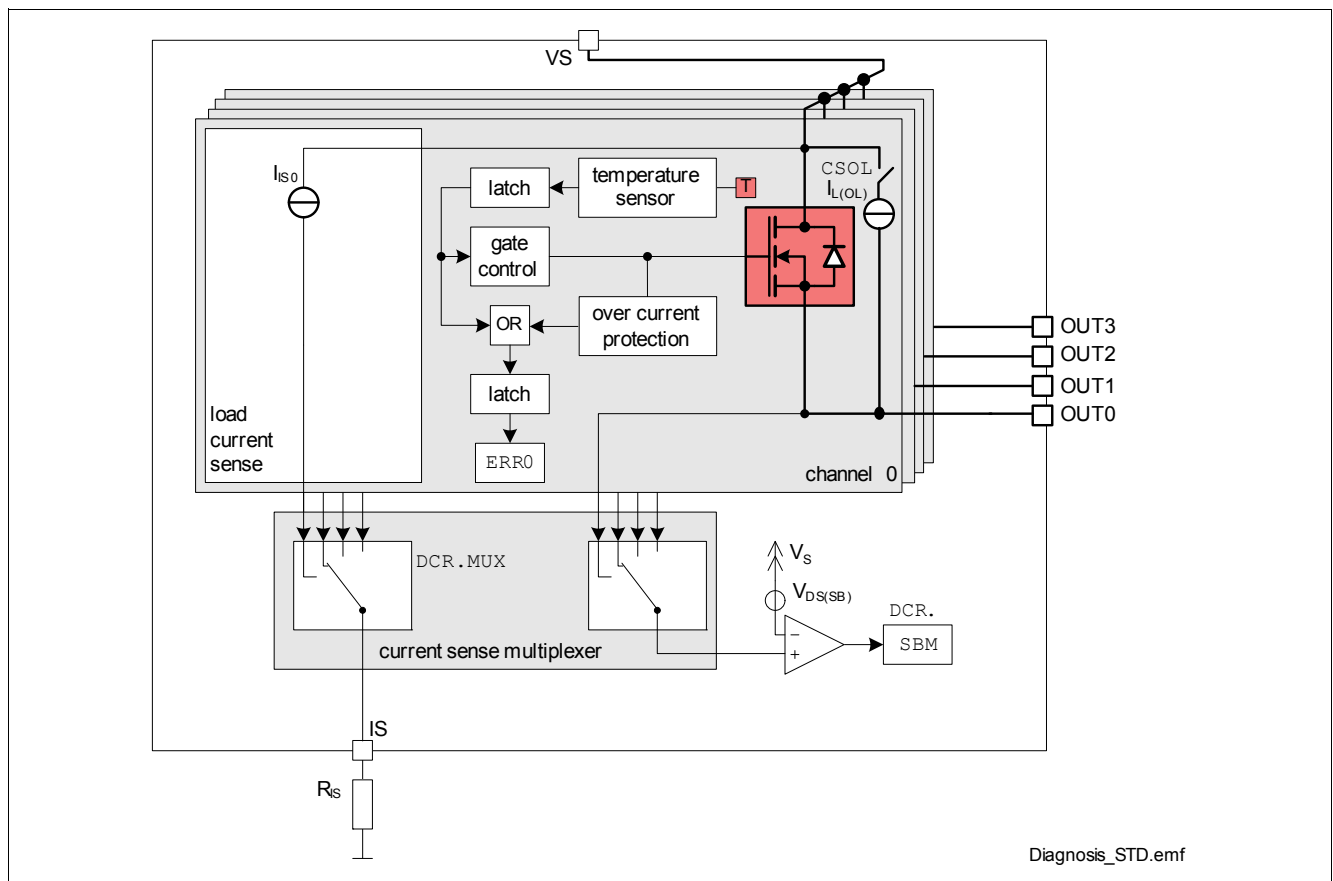 VS
CSOL
I_L(OL)
I_IS0
latch
temperature
sensor
T
gate
control
OR
over current
protection
latch
ERR0
load
current
sense
channel 0
OUT3
OUT2
OUT1
OUT0
DCR.MUX
current sense multiplexer
V_S
V_DS(SB)
-
+
DCR.
SBM
IS
R_IS
Diagnosis_STD.emf